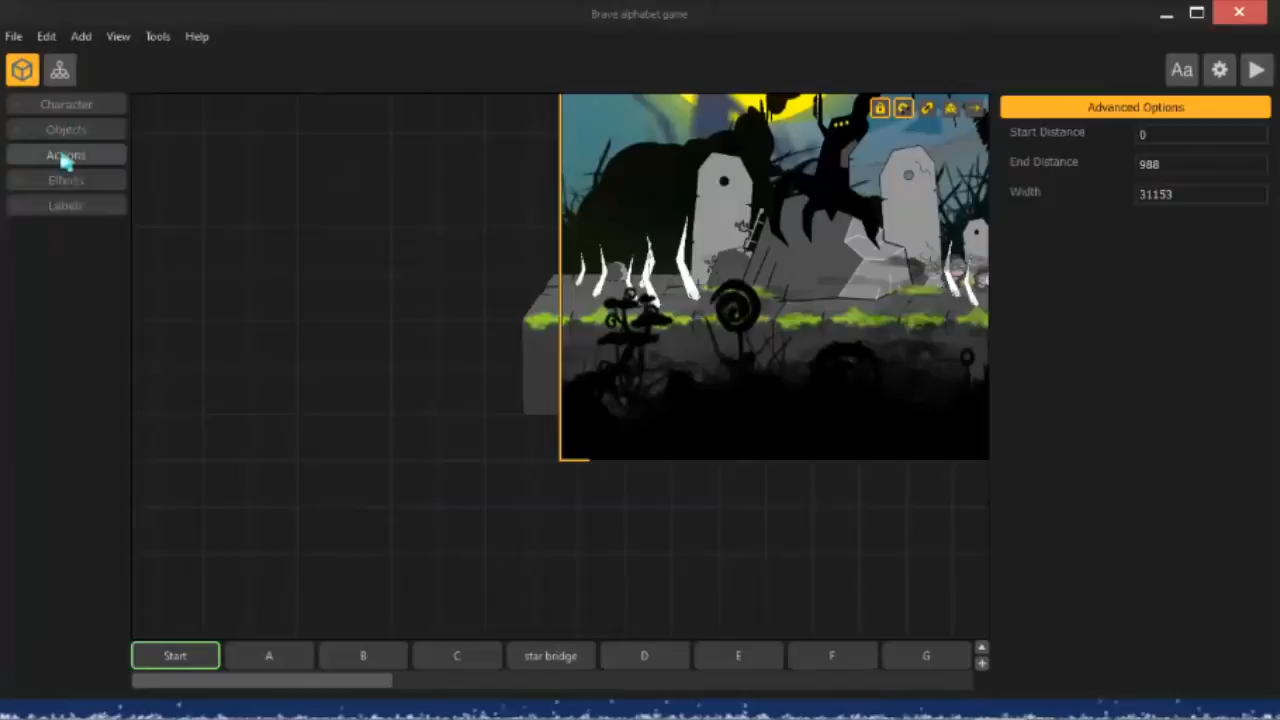 Brave alphabet game
File Edit Add View Tools Help
Aa
Character
Objects
Actions
Effects
Labels
Advanced Options
Start Distance 0
End Distance 988
Width 31153
Start A B C star bridge D E F G